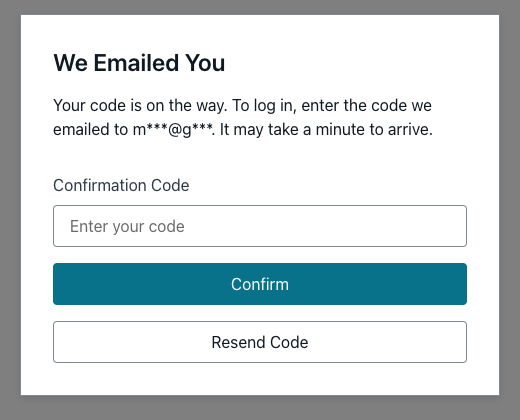 We Emailed You
Your code is on the way. To log in, enter the code we
emailed to m***@g***. It may take a minute to arrive.
Confirmation Code
Enter your code
Confirm
Resend Code